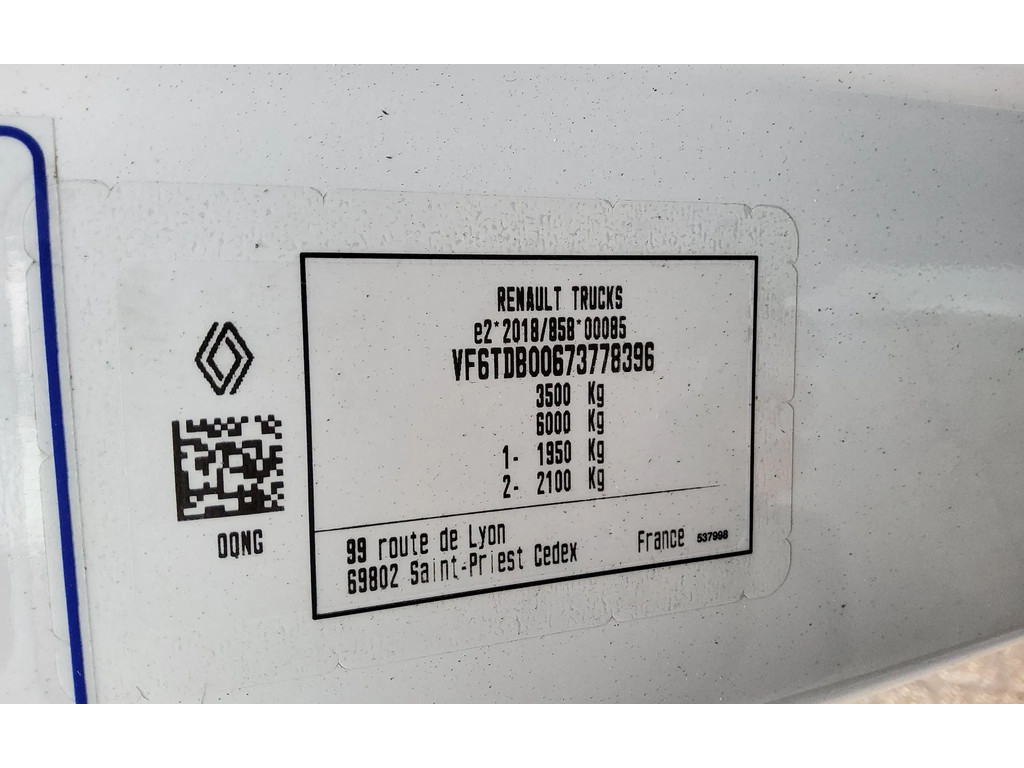 RENAULT TRUCKS
e2*2018/858*00085
VF6TDB00673778396
3500 Kg
6000 Kg
1- 1950 Kg
2- 2100 Kg
99 route de Lyon
69802 Saint-Priest Cedex
France 537998
DQNG